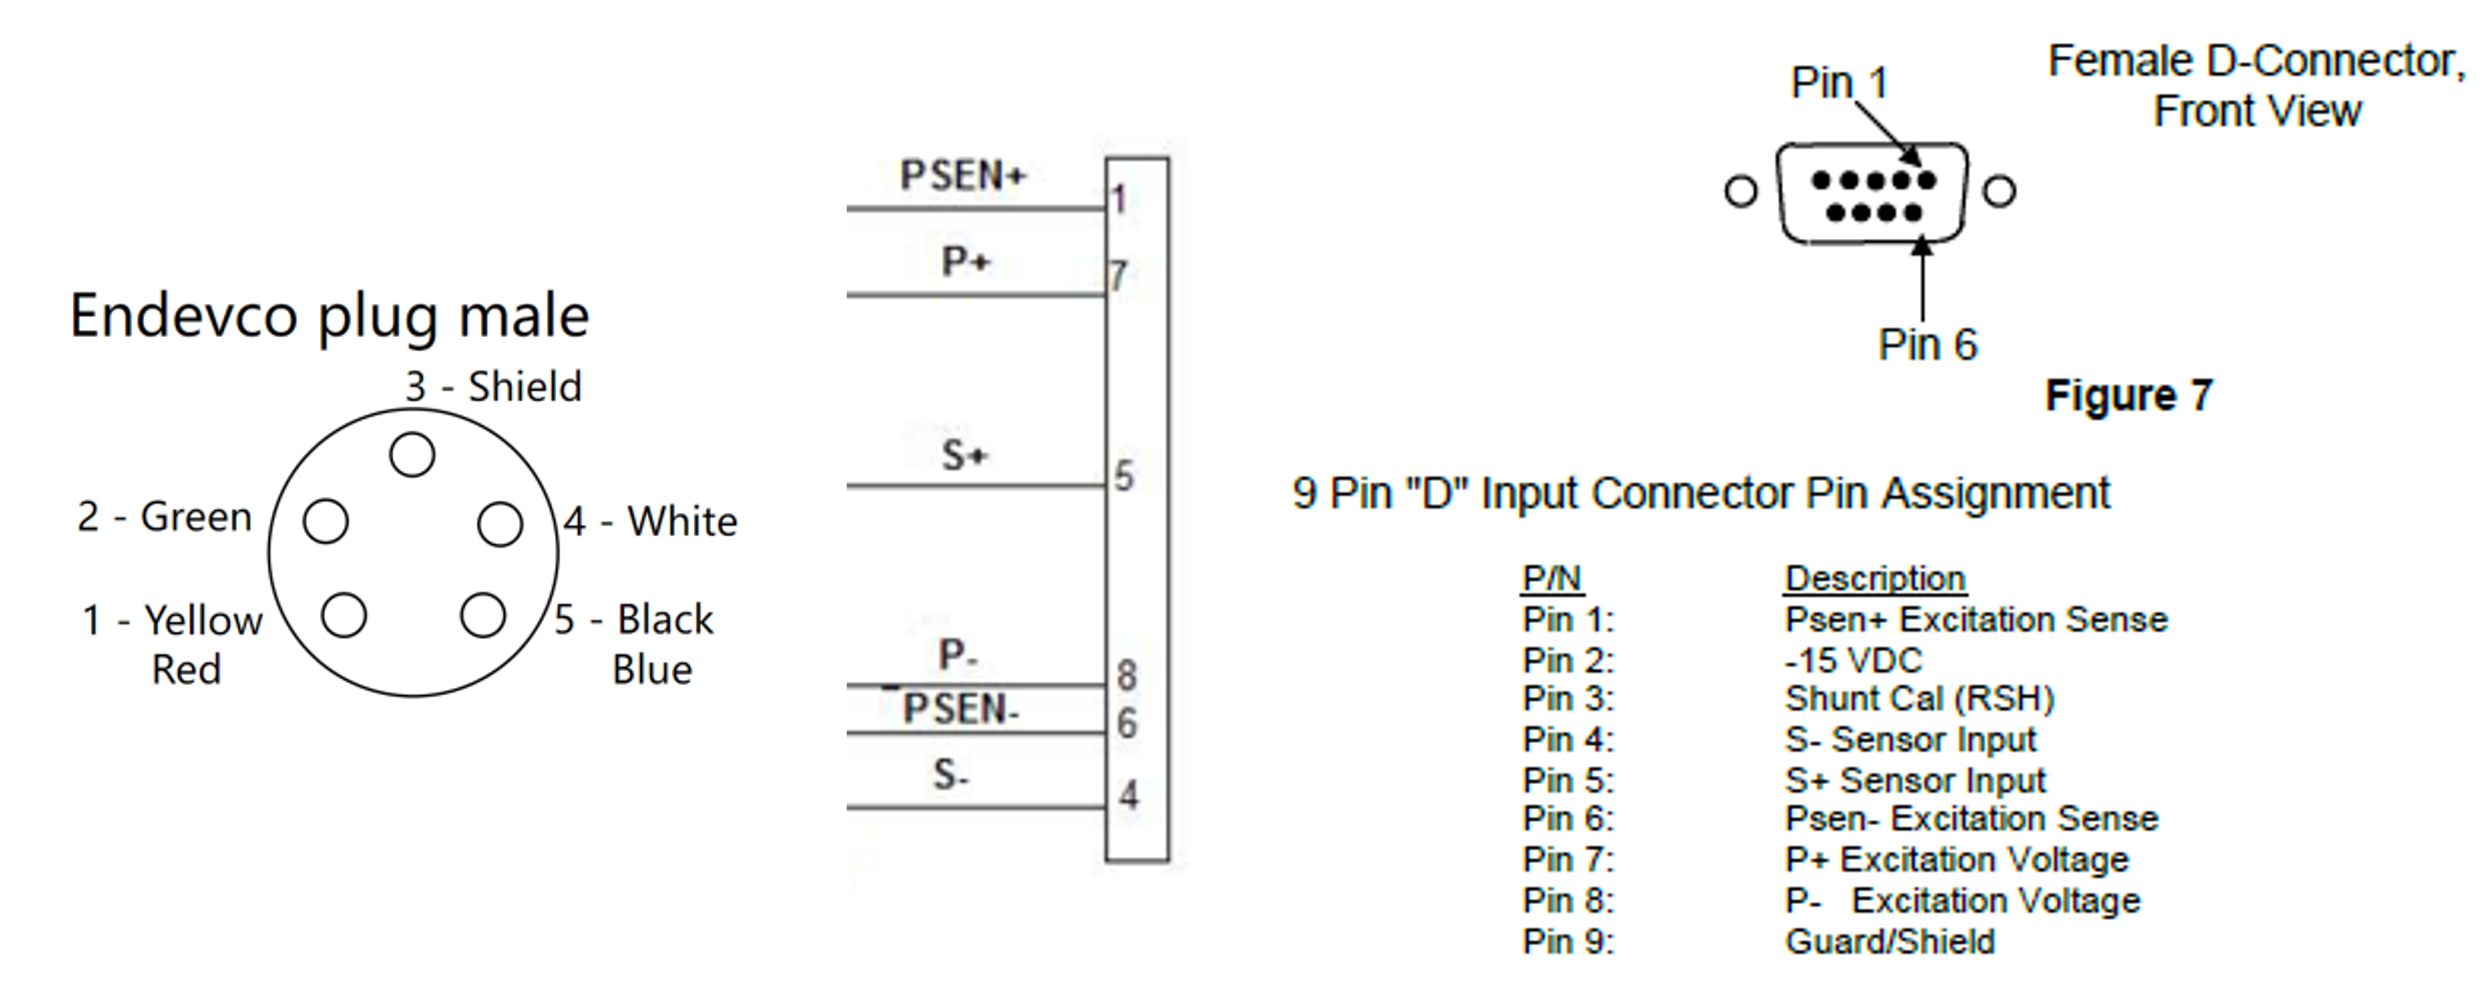 Endevco plug male
3 - Shield
2 - Green
4 - White
1 - Yellow
Red
5 - Black
Blue
PSEN+
1
P+
7
S+
5
P-
8
PSEN-
6
S-
4
Pin 1
Female D-Connector,
Front View
Pin 6
Figure 7
9 Pin "D" Input Connector Pin Assignment
P/N Description
Pin 1: Psen+ Excitation Sense
Pin 2: -15 VDC
Pin 3: Shunt Cal (RSH)
Pin 4: S- Sensor Input
Pin 5: S+ Sensor Input
Pin 6: Psen- Excitation Sense
Pin 7: P+ Excitation Voltage
Pin 8: P- Excitation Voltage
Pin 9: Guard/Shield